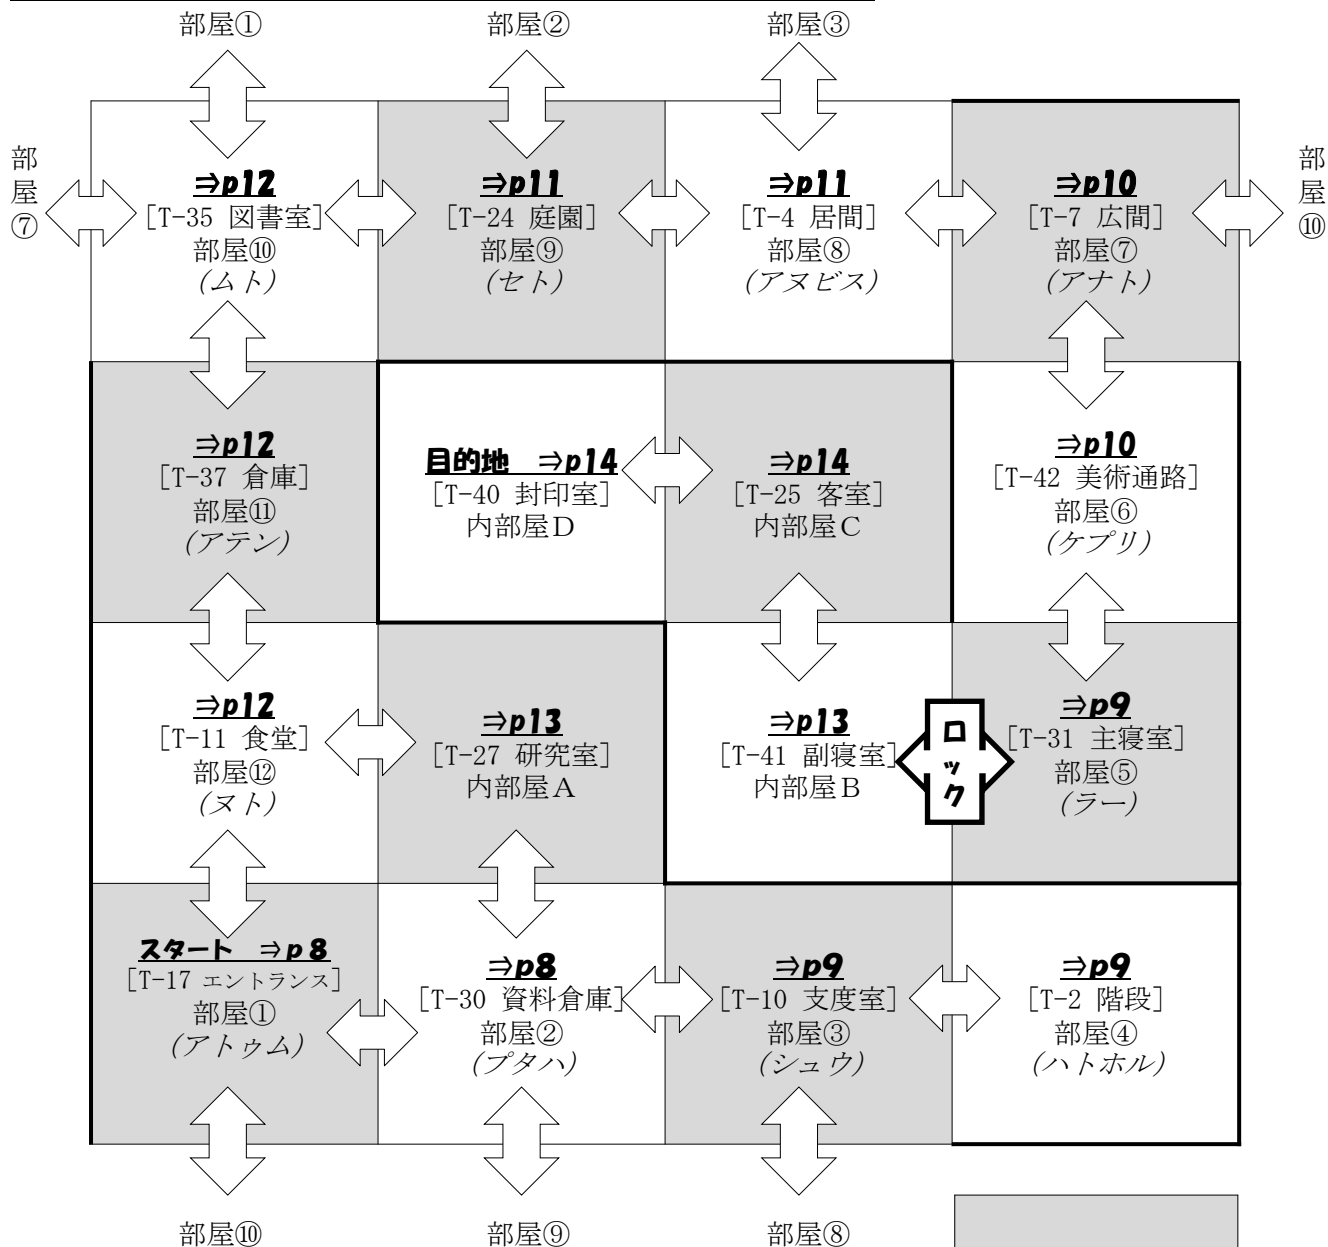 部屋①
部屋②
部屋③
部屋⑦
⇒p12
[T-35 図書室]
部屋⑩
(ムト)
⇒p11
[T-24 庭園]
部屋⑨
(セト)
⇒p11
[T-4 居間]
部屋⑧
(アヌビス)
⇒p10
[T-7 広間]
部屋⑦
(アナト)
部屋⑩
⇒p12
[T-37 倉庫]
部屋⑪
(アテン)
目的地 ⇒p14
[T-40 封印室]
内部屋D
⇒p14
[T-25 客室]
内部屋C
⇒p10
[T-42 美術通路]
部屋⑥
(ケプリ)
⇒p12
[T-11 食堂]
部屋⑫
(ヌト)
⇒p13
[T-27 研究室]
内部屋A
⇒p13
[T-41 副寝室]
内部屋B
ロック
⇒p9
[T-31 主寝室]
部屋⑤
(ラー)
スタート ⇒p8
[T-17 エントランス]
部屋①
(アトゥム)
⇒p8
[T-30 資料倉庫]
部屋②
(プタハ)
⇒p9
[T-10 支度室]
部屋③
(シュウ)
⇒p9
[T-2 階段]
部屋④
(ハトホル)
部屋⑩
部屋⑨
部屋⑧